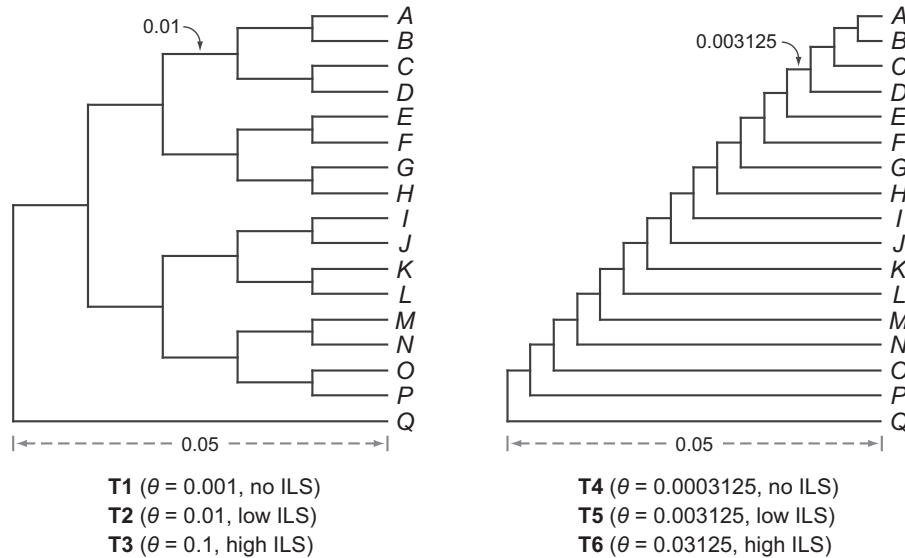 0.01
A
B
C
D
E
F
G
H
I
J
K
L
M
N
O
P
Q
0.05
T1 (θ = 0.001, no ILS)
T2 (θ = 0.01, low ILS)
T3 (θ = 0.1, high ILS)
0.003125
A
B
C
D
E
F
G
H
I
J
K
L
M
N
O
P
Q
0.05
T4 (θ = 0.0003125, no ILS)
T5 (θ = 0.003125, low ILS)
T6 (θ = 0.03125, high ILS)